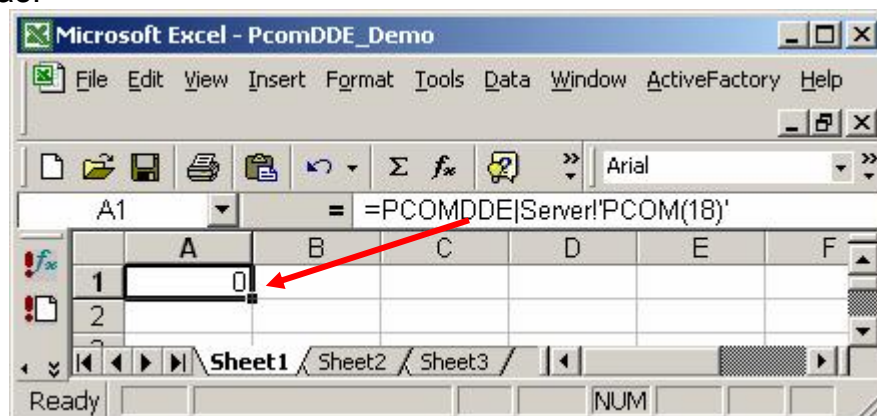 Microsoft Excel - PcomDDE_Demo
File Edit View Insert Format Tools Data Window ActiveFactory Help
Σ fx Arial
A1 = =PCOMDDE|Server!'PCOM(18)'
A B C D E F
1 0
2
Sheet1 Sheet2 Sheet3
Ready NUM